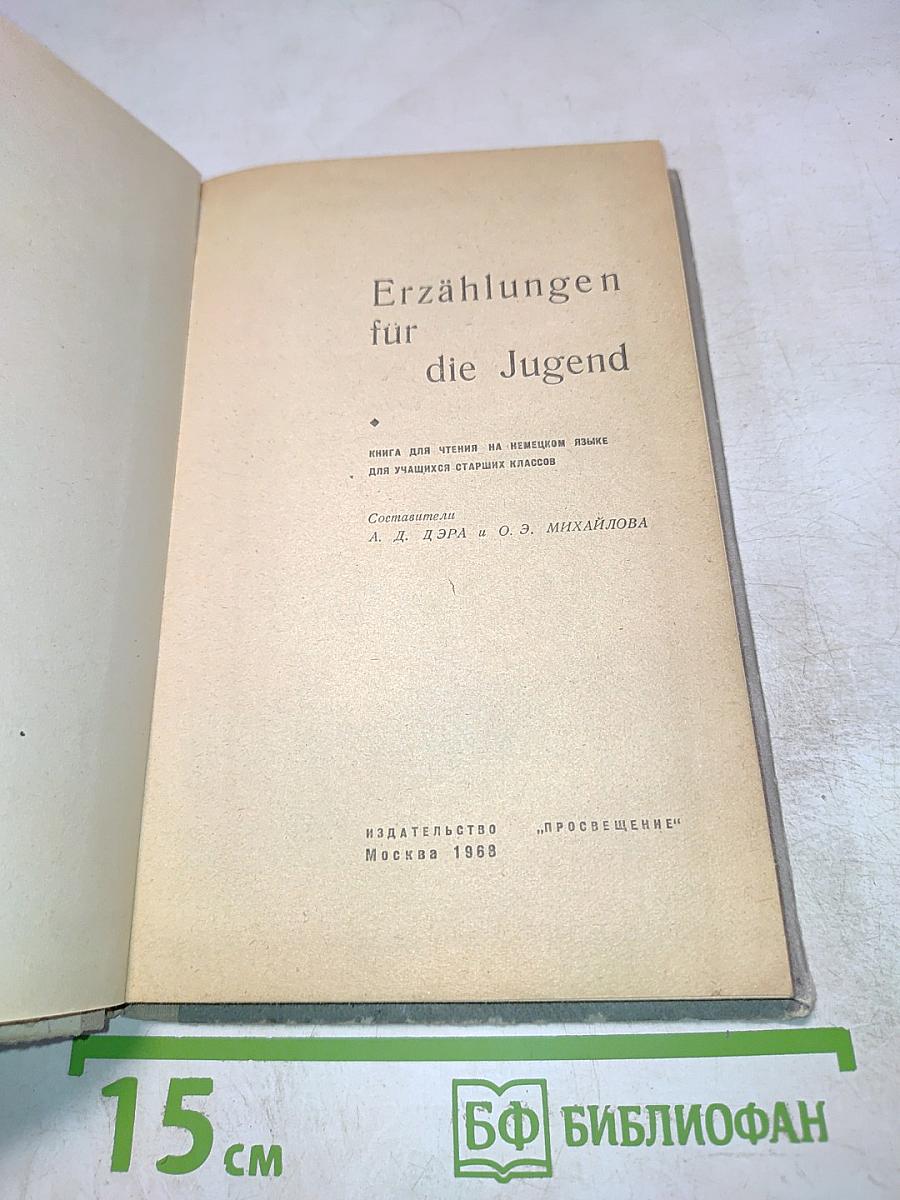 Erzählungen
für
die Jugend
КНИГА ДЛЯ ЧТЕНИЯ НА НЕМЕЦКОМ ЯЗЫКЕ
ДЛЯ УЧАЩИХСЯ СТАРШИХ КЛАССОВ
Составители
А. Д. ДЭРА и О. Э. МИХАЙЛОВА
ИЗДАТЕЛЬСТВО „ПРОСВЕЩЕНИЕ“
Москва 1968
15 см
БФ БИБЛИОФАН